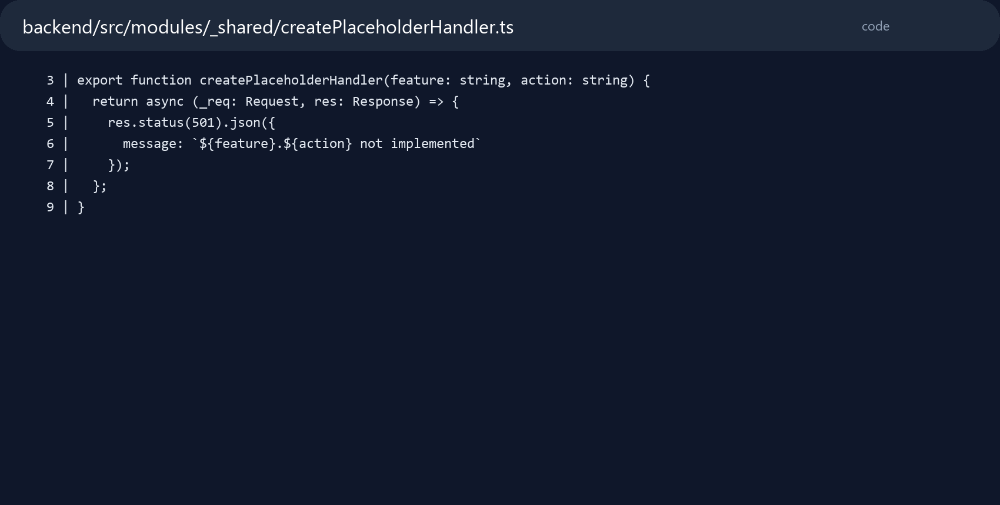 backend/src/modules/_shared/createPlaceholderHandler.ts
code
3 | export function createPlaceholderHandler(feature: string, action: string) {
4 |   return async (_req: Request, res: Response) => {
5 |     res.status(501).json({
6 |       message: `${feature}.${action} not implemented`
7 |     });
8 |   };
9 | }